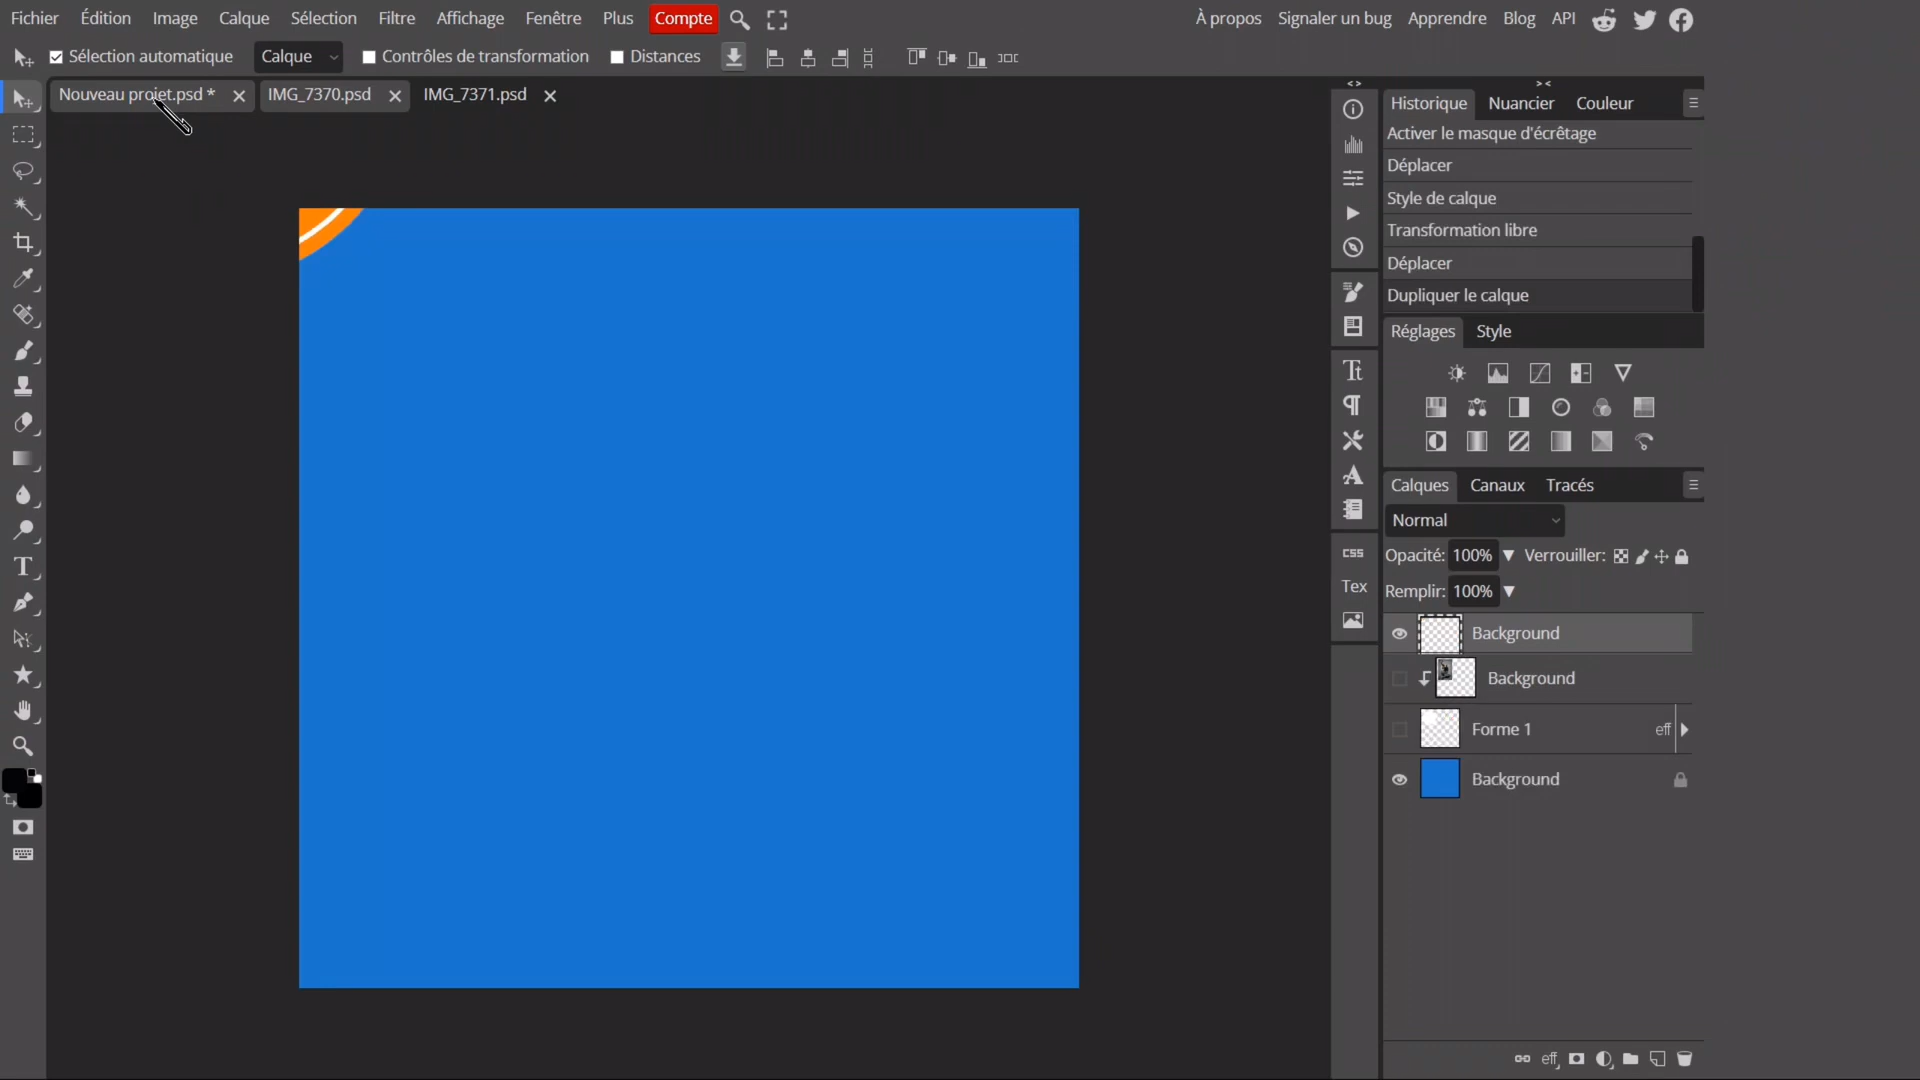 Fichier Édition Image Calque Sélection Filtre Affichage Fenêtre Plus Compte À propos Signaler un bug Apprendre Blog API
Sélection automatique Calque Contrôles de transformation Distances
Nouveau projet.psd * IMG_7370.psd IMG_7371.psd
Historique Nuancier Couleur
Activer le masque d'écrêtage
Déplacer
Style de calque
Transformation libre
Déplacer
Dupliquer le calque
Réglages Style
Calques Canaux Tracés
Normal
Opacité: 100% Verrouiller:
Remplir: 100%
CSS
Tex
Background
Background
Forme 1 eff
Background
eff